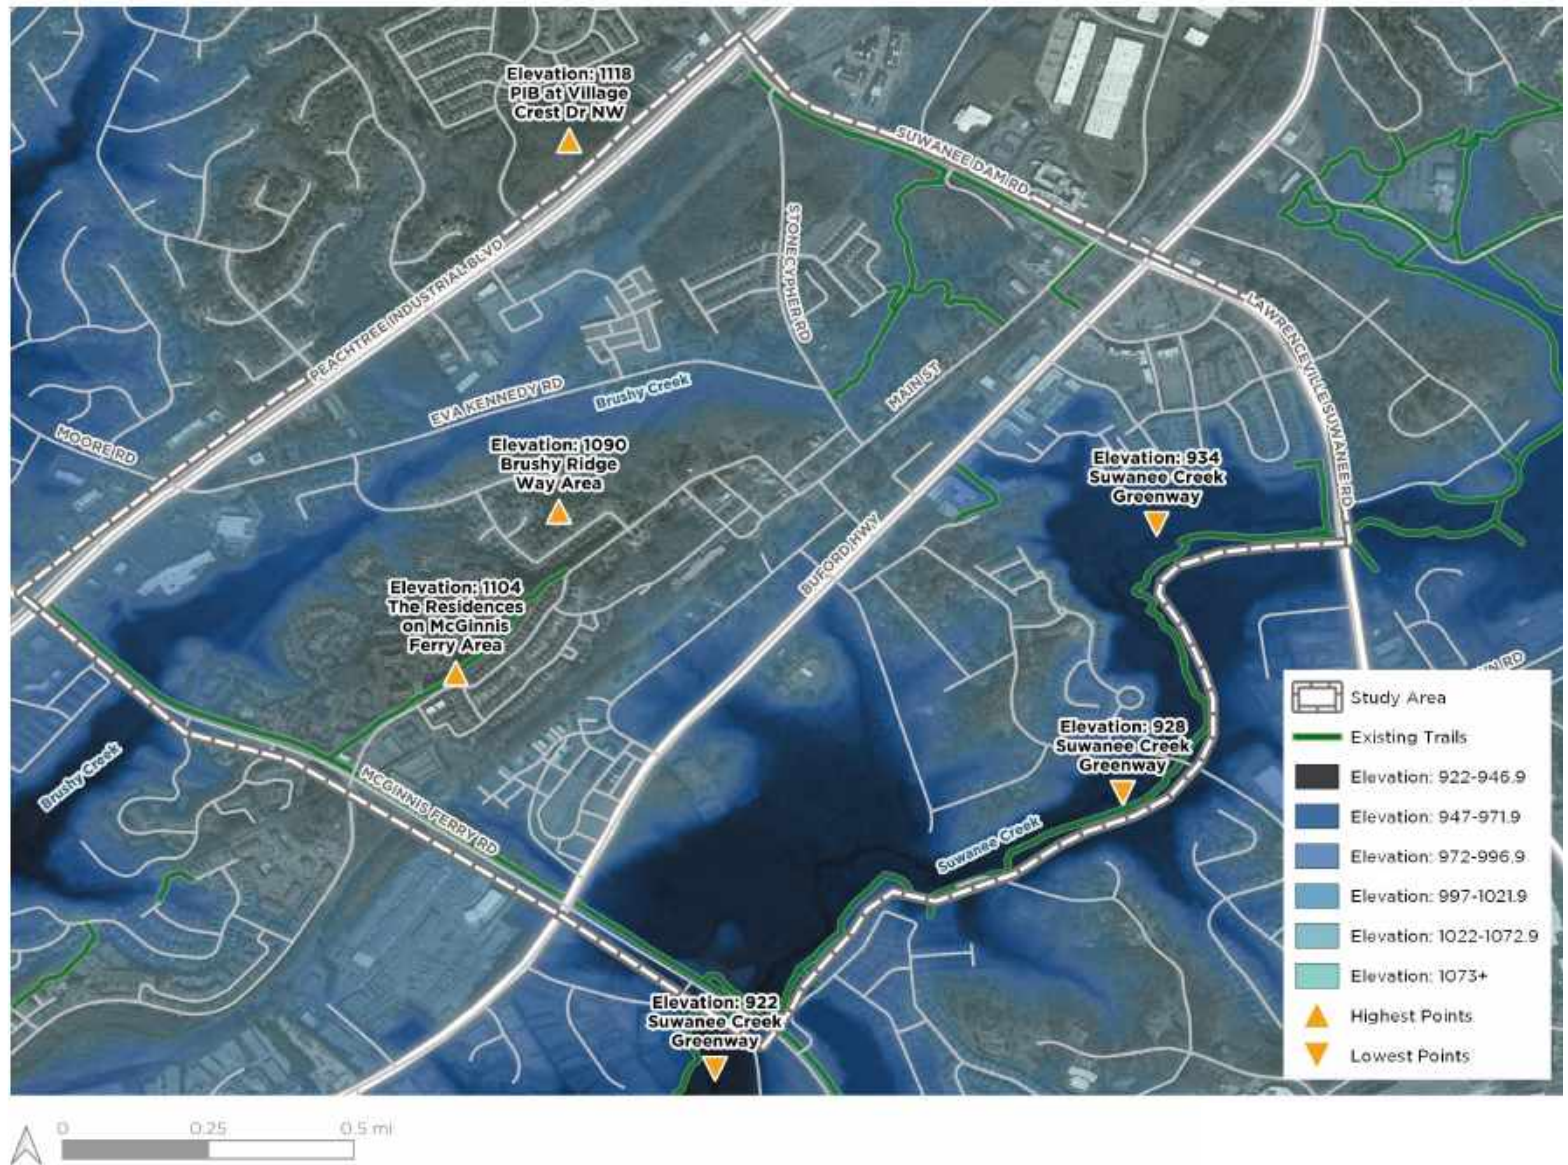 Elevation: 1118
PIB at Village
Crest Dr NW
SUWANEE DAM RD
STONECYPHER RD
PEACHTREE INDUSTRIAL BLVD
LAWRENCEVILLE SUWANEE RD
MAIN ST
EVA KENNEDY RD
Brushy Creek
MOORE RD
Elevation: 1090
Brushy Ridge
Way Area
Elevation: 934
Suwanee Creek
Greenway
BUFORD HWY
Elevation: 1104
The Residences
on McGinnis
Ferry Area
RD
Elevation: 928
Suwanee Creek
Greenway
Brushy Creek
MCGINNIS FERRY RD
Suwanee Creek
Elevation: 922
Suwanee Creek
Greenway
Study Area
Existing Trails
Elevation: 922-946.9
Elevation: 947-971.9
Elevation: 972-996.9
Elevation: 997-1021.9
Elevation: 1022-1072.9
Elevation: 1073+
Highest Points
Lowest Points
0 0.25 0.5 mi